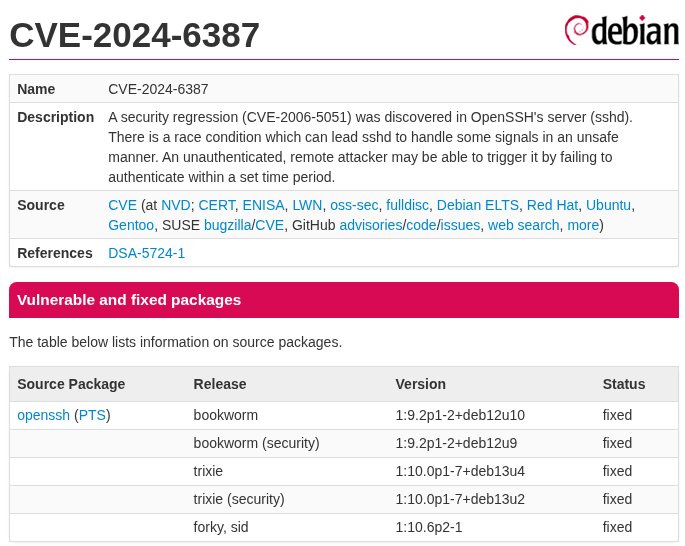 CVE-2024-6387
debian
Name CVE-2024-6387
Description A security regression (CVE-2006-5051) was discovered in OpenSSH's server (sshd).
There is a race condition which can lead sshd to handle some signals in an unsafe
manner. An unauthenticated, remote attacker may be able to trigger it by failing to
authenticate within a set time period.
Source CVE (at NVD; CERT, ENISA, LWN, oss-sec, fulldisc, Debian ELTS, Red Hat, Ubuntu,
Gentoo, SUSE bugzilla/CVE, GitHub advisories/code/issues, web search, more)
References DSA-5724-1
Vulnerable and fixed packages
The table below lists information on source packages.
Source Package Release Version Status
openssh (PTS) bookworm 1:9.2p1-2+deb12u10 fixed
bookworm (security) 1:9.2p1-2+deb12u9 fixed
trixie 1:10.0p1-7+deb13u4 fixed
trixie (security) 1:10.0p1-7+deb13u2 fixed
forky, sid 1:10.6p2-1 fixed